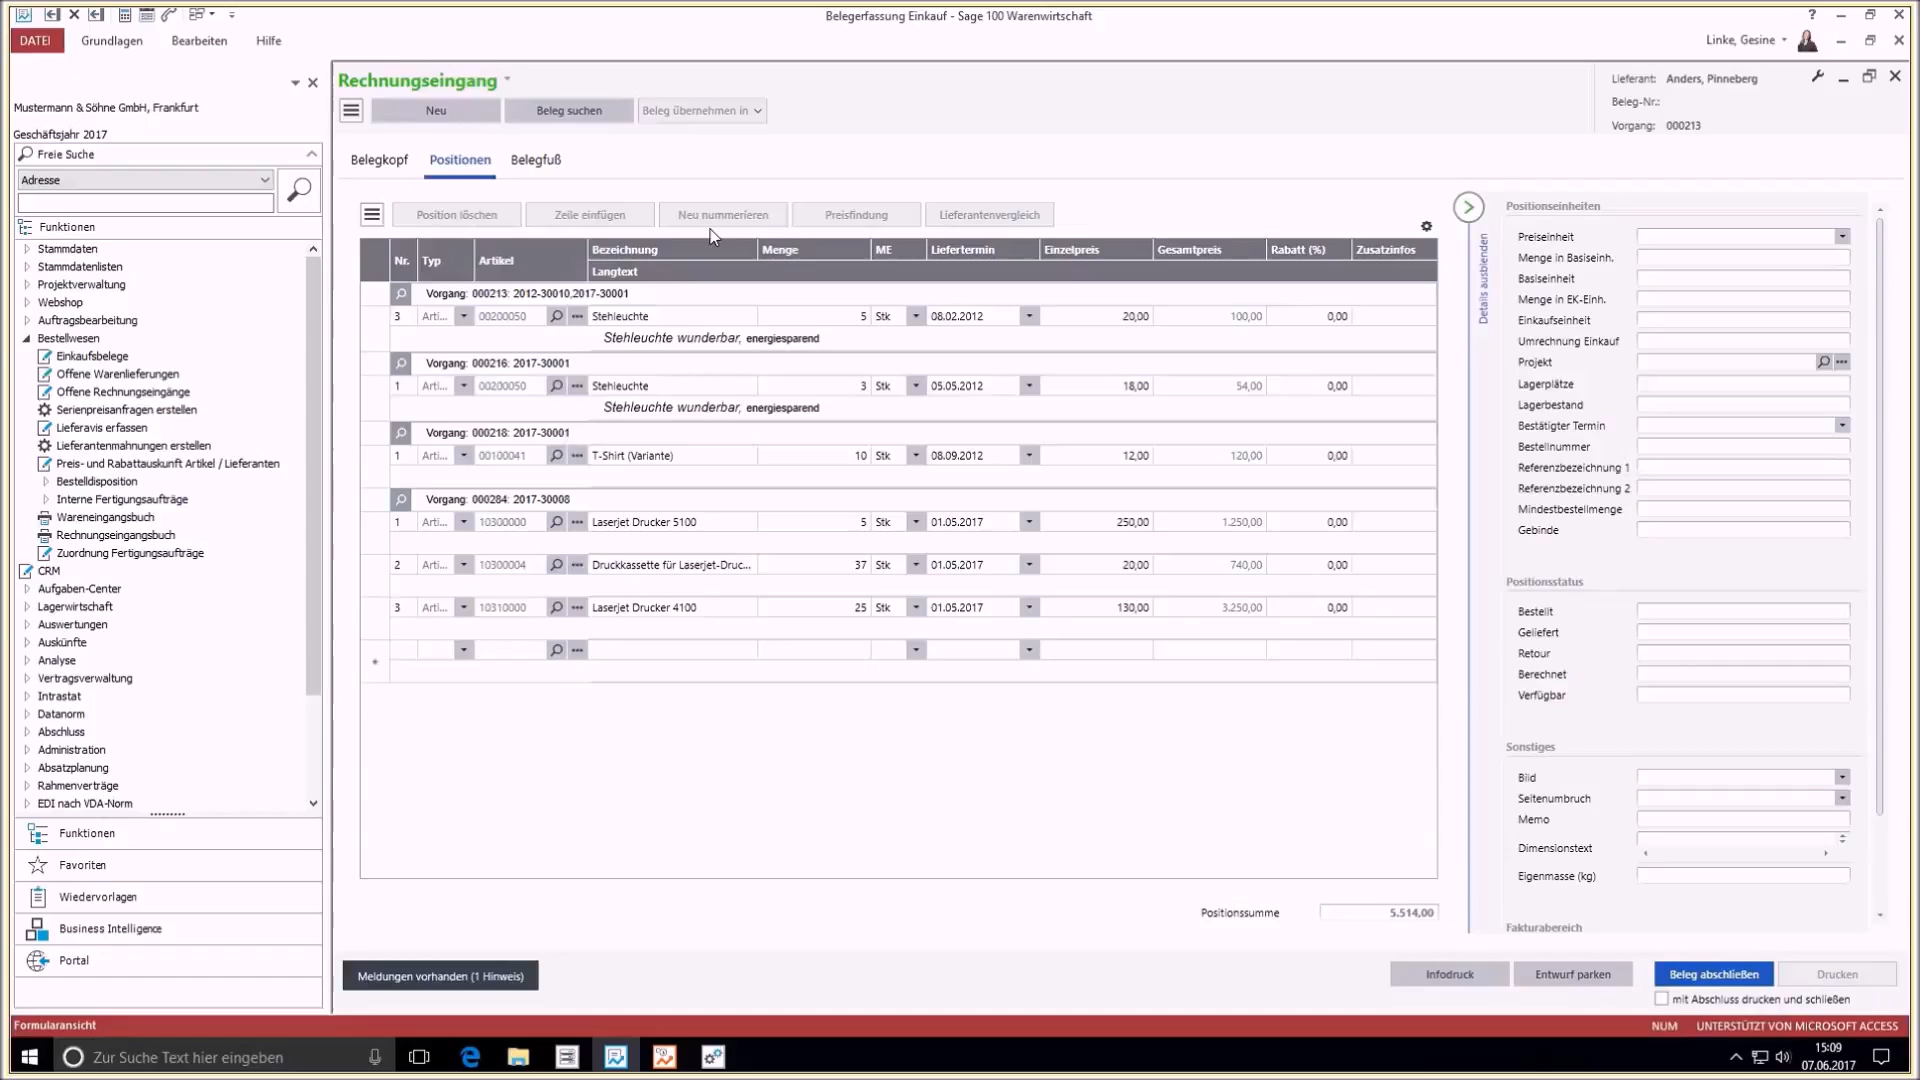 Belegerfassung Einkauf - Sage 100 Warenwirtschaft
?
DATEI Grundlagen Bearbeiten Hilfe
Linke, Gesine
Mustermann & Söhne GmbH, Frankfurt
Geschäftsjahr 2017
Freie Suche
Adresse
Funktionen
Stammdaten
Stammdatenlisten
Projektverwaltung
Webshop
Auftragsbearbeitung
Bestellwesen
Einkaufsbelege
Offene Warenlieferungen
Offene Rechnungseingänge
Serienpreisanfragen erstellen
Lieferavis erfassen
Lieferantenmahnungen erstellen
Preis- und Rabattauskunft Artikel / Lieferanten
Bestelldisposition
Interne Fertigungsaufträge
Wareneingangsbuch
Rechnungseingangsbuch
Zuordnung Fertigungsaufträge
CRM
Aufgaben-Center
Lagerwirtschaft
Auswertungen
Auskünfte
Analyse
Vertragsverwaltung
Intrastat
Datanorm
Abschluss
Administration
Absatzplanung
Rahmenverträge
EDI nach VDA-Norm
Funktionen
Favoriten
Wiedervorlagen
Business Intelligence
Portal
Rechnungseingang
Neu Beleg suchen Beleg übernehmen in
Lieferant: Anders, Pinneberg
Beleg-Nr.:
Vorgang: 000213
Belegkopf Positionen Belegfuß
Position löschen Zeile einfügen Neu nummerieren Preisfindung Lieferantenvergleich
Nr. Typ Artikel Bezeichnung Menge ME Liefertermin Einzelpreis Gesamtpreis Rabatt (%) Zusatzinfos
Langtext
Vorgang: 000213: 2012-30010,2017-30001
3 Arti... 00200050 Stehleuchte 5 Stk 08.02.2012 20,00 100,00 0,00
Stehleuchte wunderbar, energiesparend
Vorgang: 000216: 2017-30001
1 Arti... 00200050 Stehleuchte 3 Stk 05.05.2012 18,00 54,00 0,00
Stehleuchte wunderbar, energiesparend
Vorgang: 000218: 2017-30001
1 Arti... 00100041 T-Shirt (Variante) 10 Stk 08.09.2012 12,00 120,00 0,00
Vorgang: 000284: 2017-30008
1 Arti... 10300000 Laserjet Drucker 5100 5 Stk 01.05.2017 250,00 1.250,00 0,00
2 Arti... 10300004 Druckkassette für Laserjet-Druc... 37 Stk 01.05.2017 20,00 740,00 0,00
3 Arti... 10310000 Laserjet Drucker 4100 25 Stk 01.05.2017 130,00 3.250,00 0,00
*
Positionssumme 5.514,00
Details ausblenden
Positionseinheiten
Preiseinheit
Menge in Basiseinh.
Basiseinheit
Menge in EK-Einh.
Einkaufseinheit
Umrechnung Einkauf
Projekt
Lagerplätze
Lagerbestand
Bestätigter Termin
Bestellnummer
Referenzbezeichnung 1
Referenzbezeichnung 2
Mindestbestellmenge
Gebinde
Positionsstatus
Bestellt
Geliefert
Retour
Berechnet
Verfügbar
Sonstiges
Bild
Seitenumbruch
Memo
Dimensionstext
Eigenmasse (kg)
Fakturabereich
Meldungen vorhanden (1 Hinweis)
Infodruck Entwurf parken Beleg abschließen Drucken
mit Abschluss drucken und schließen
Formularansicht
NUM UNTERSTÜTZT VON MICROSOFT ACCESS
Zur Suche Text hier eingeben
15:09
07.06.2017